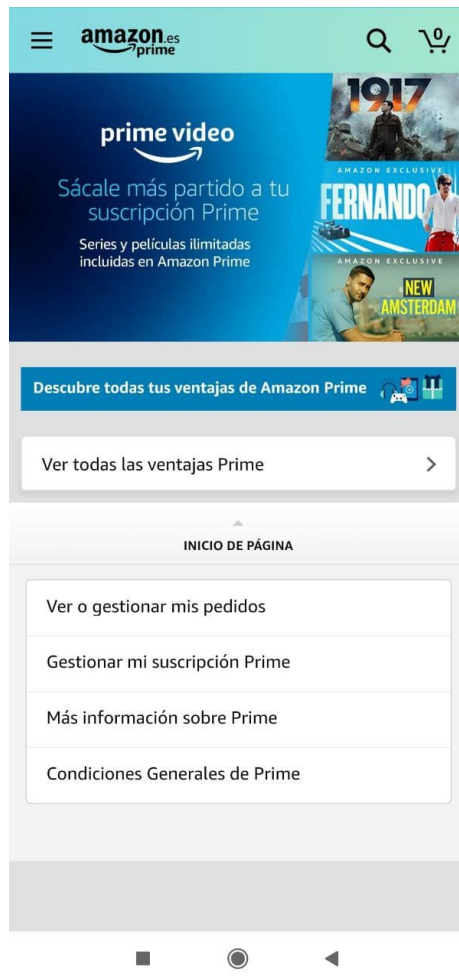 amazon.es
prime
0
prime video
Sácale más partido a tu
suscripción Prime
Series y películas ilimitadas
incluidas en Amazon Prime
1917
AMAZON EXCLUSIVE
FERNANDO
AMAZON EXCLUSIVE
NEW
AMSTERDAM
Descubre todas tus ventajas de Amazon Prime
Ver todas las ventajas Prime
INICIO DE PÁGINA
Ver o gestionar mis pedidos
Gestionar mi suscripción Prime
Más información sobre Prime
Condiciones Generales de Prime